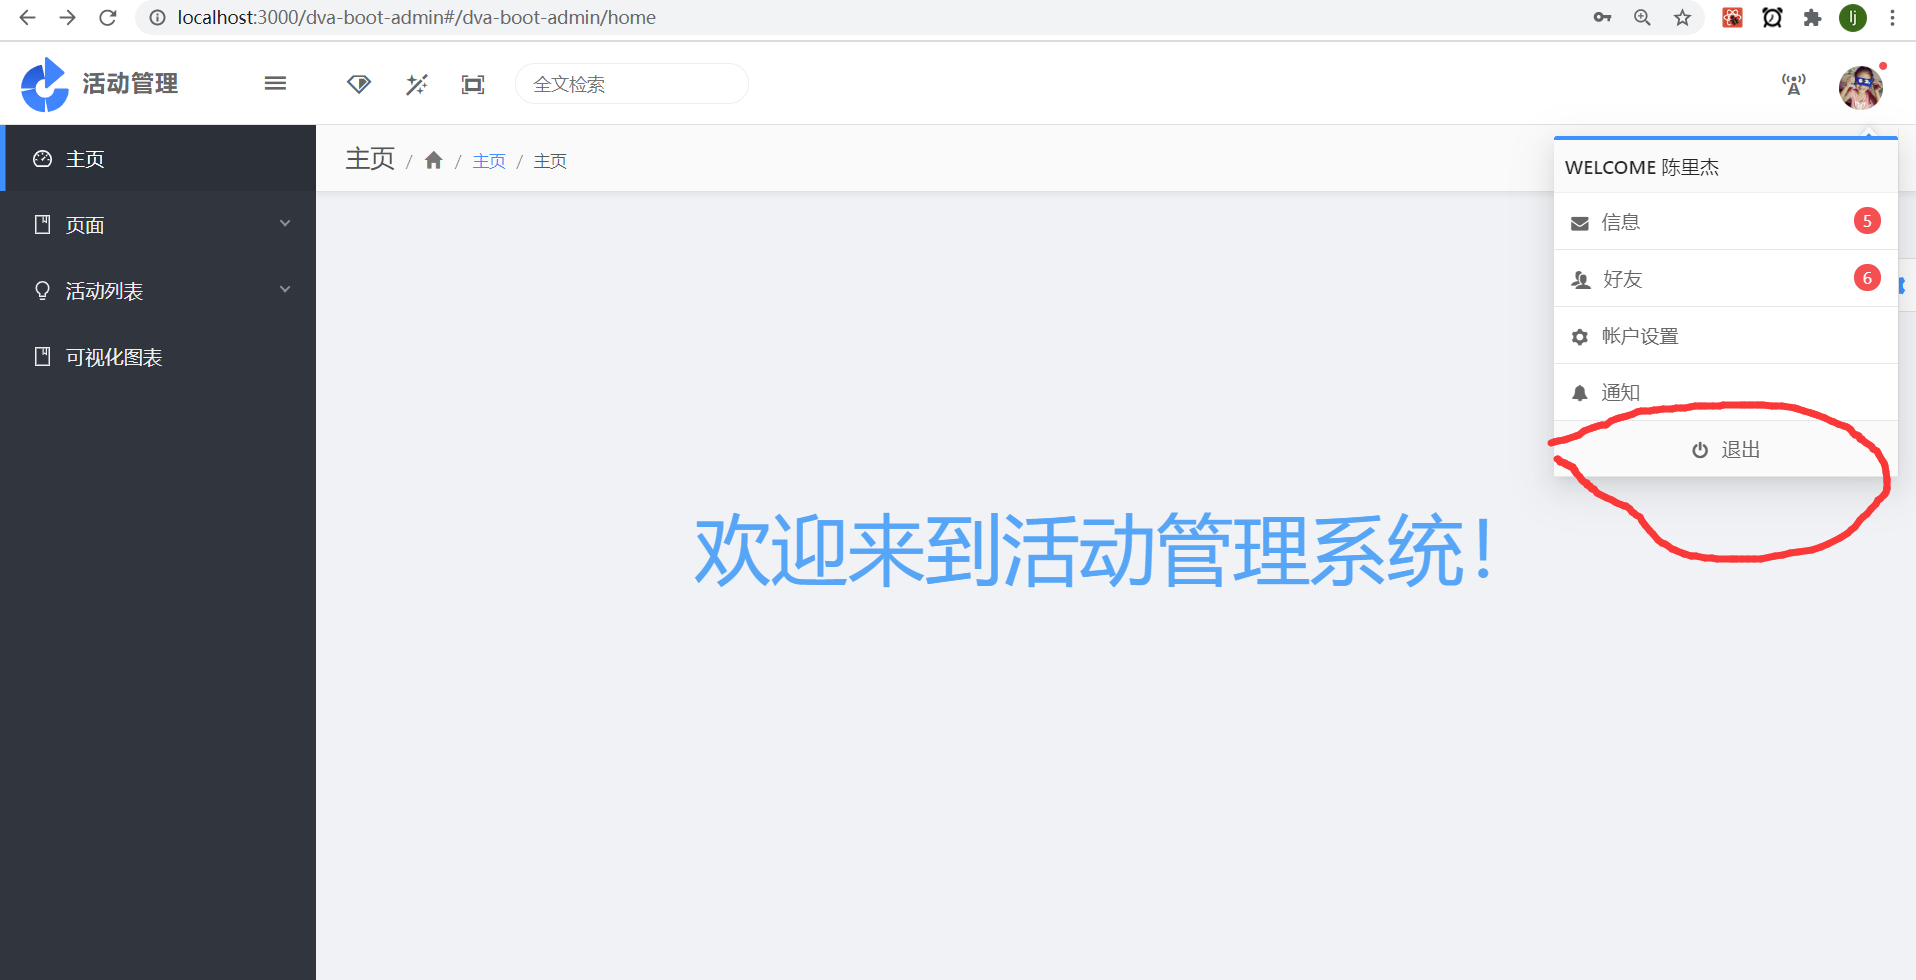 localhost:3000/dva-boot-admin#/dva-boot-admin/home
lj
活动管理
全文检索
主页
页面
活动列表
可视化图表
主页 / / 主页 / 主页
WELCOME 陈里杰
信息 5
好友 6
帐户设置
通知
退出
欢迎来到活动管理系统！